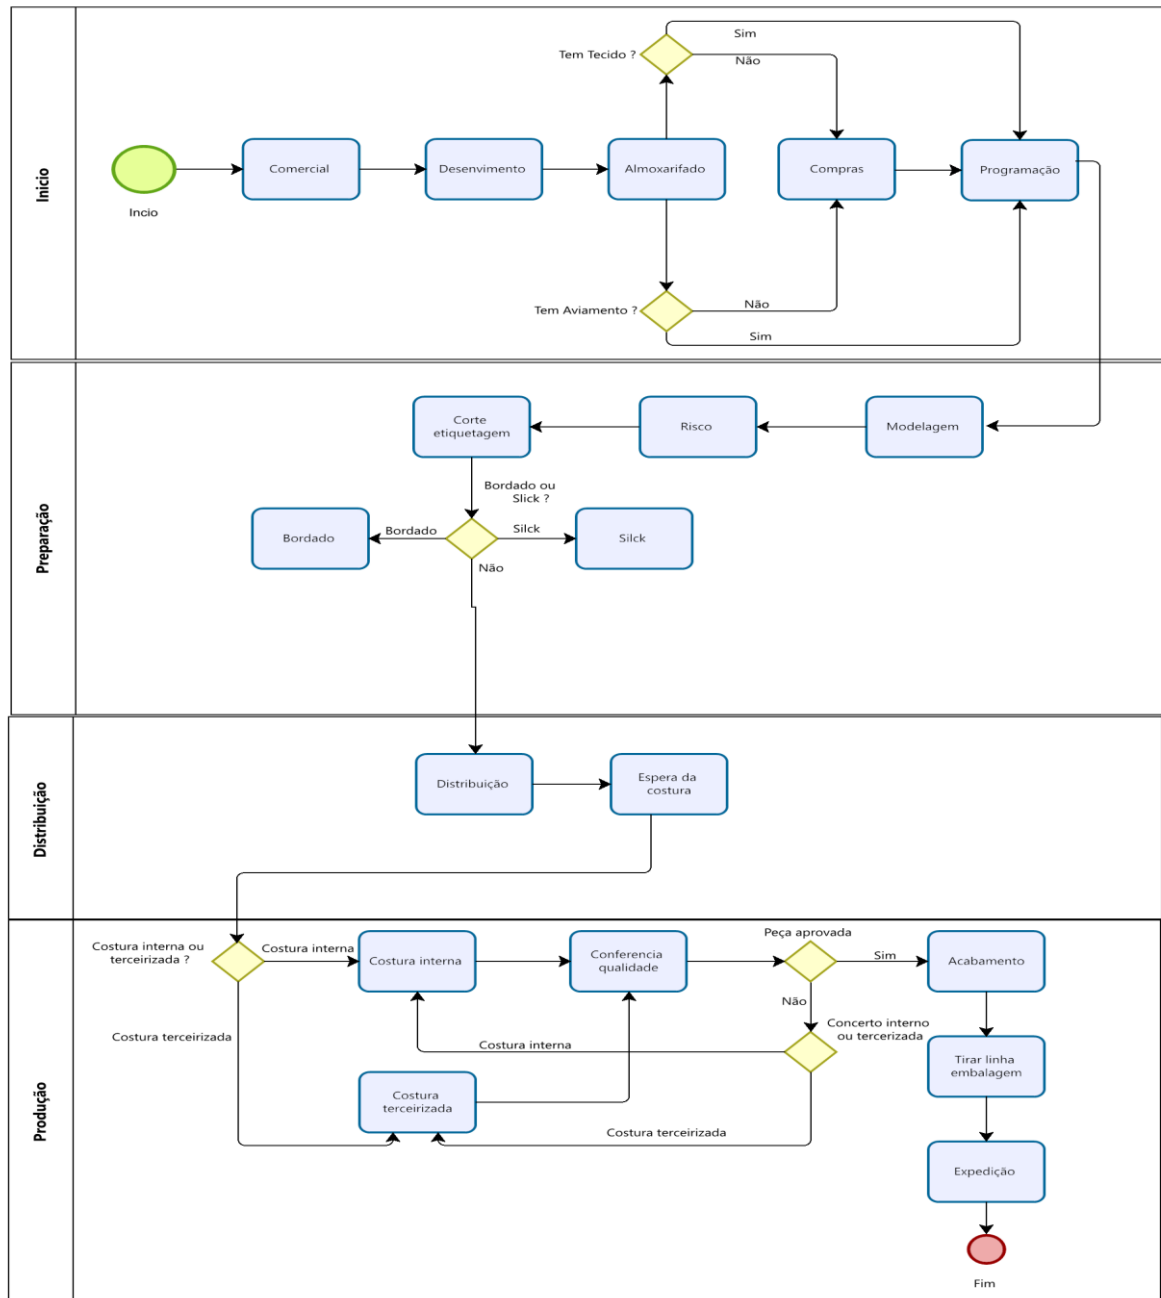 Inicio
Sim
Tem Tecido ?
Não
Comercial
Desenvimento
Almoxarifado
Compras
Programação
Incio
Tem Aviamento ?
Não
Sim
Preparação
Corte
etiquetagem
Risco
Modelagem
Bordado ou
Slick ?
Bordado
Bordado
Silck
Silck
Não
Distribuição
Distribuição
Espera da
costura
Produção
Costura interna ou
terceirizada ?
Costura interna
Costura interna
Conferencia
qualidade
Peça aprovada
Sim
Acabamento
Não
Costura terceirizada
Concerto interno
ou tercerizada
Costura interna
Tirar linha
embalagem
Costura
terceirizada
Costura terceirizada
Expedição
Fim